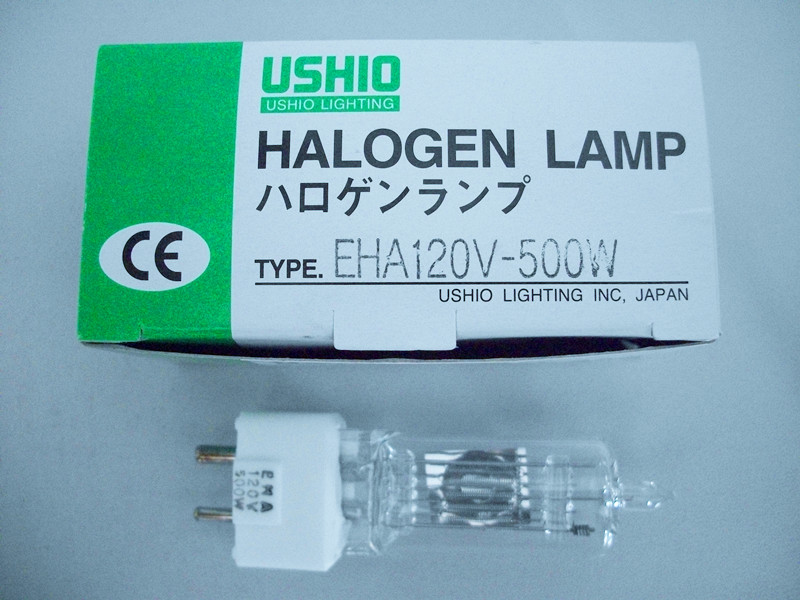 USHIO
USHIO LIGHTING
HALOGEN LAMP
ハロゲンランプ
CE
TYPE. EHA120V-500W
USHIO LIGHTING INC, JAPAN
EHA
120V
500W